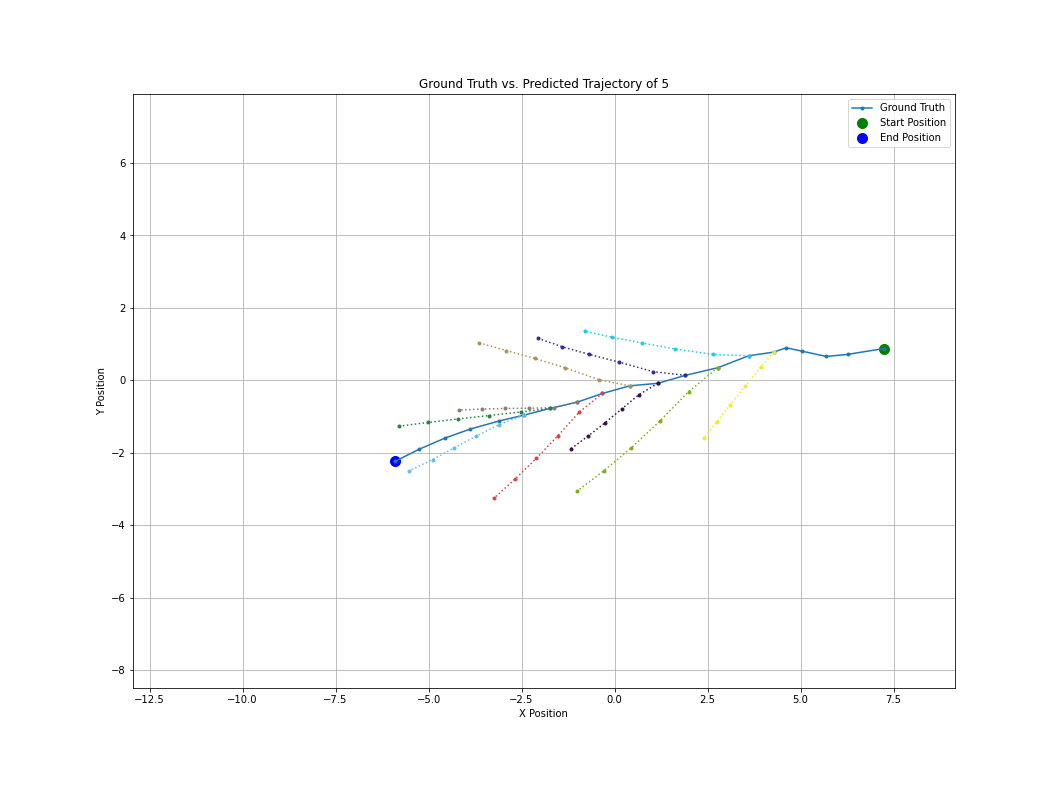 Ground Truth vs. Predicted Trajectory of 5
Ground Truth
Start Position
End Position
6
4
2
0
−2
−4
−6
−8
Y Position
−12.5 −10.0 −7.5 −5.0 −2.5 0.0 2.5 5.0 7.5
X Position